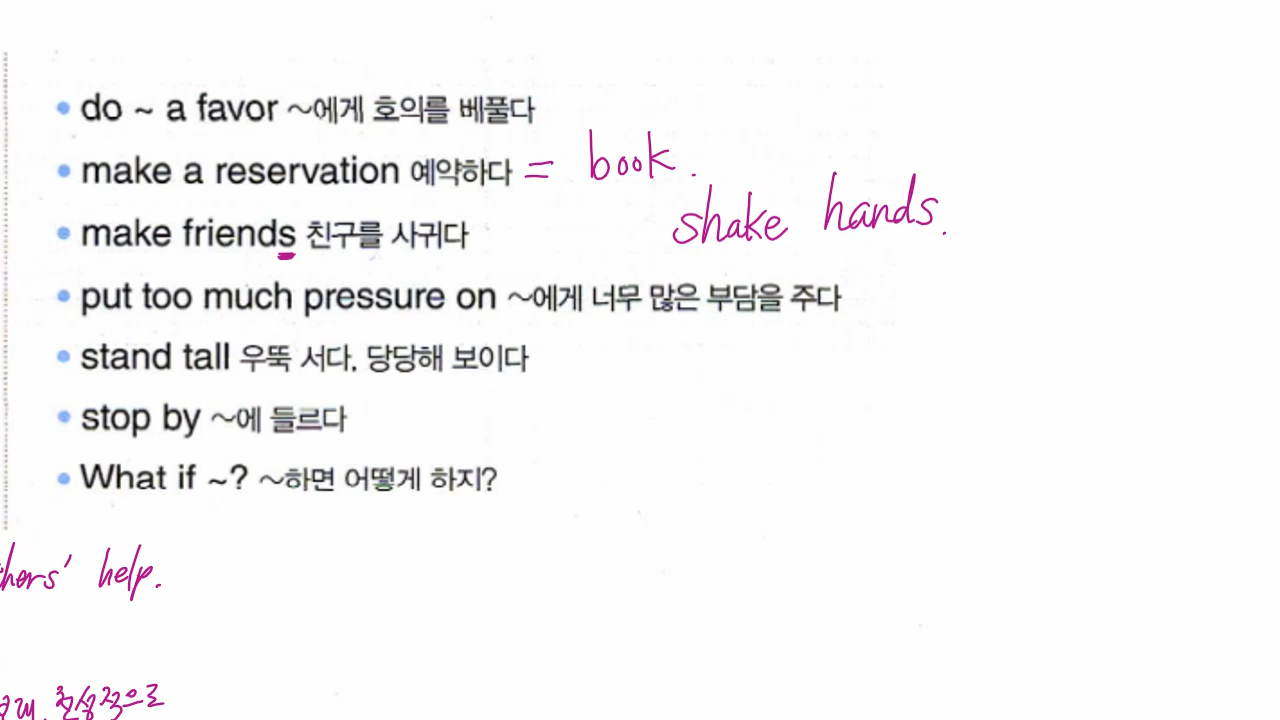 • do ~ a favor ~에게 호의를 베풀다
• make a reservation 예약하다 = book.
shake hands.
• make friends 친구를 사귀다
• put too much pressure on ~에게 너무 많은 부담을 주다
• stand tall 우뚝 서다, 당당해 보이다
• stop by ~에 들르다
• What if ~? ~하면 어떻게 하지?
hers' help.
천성적으로